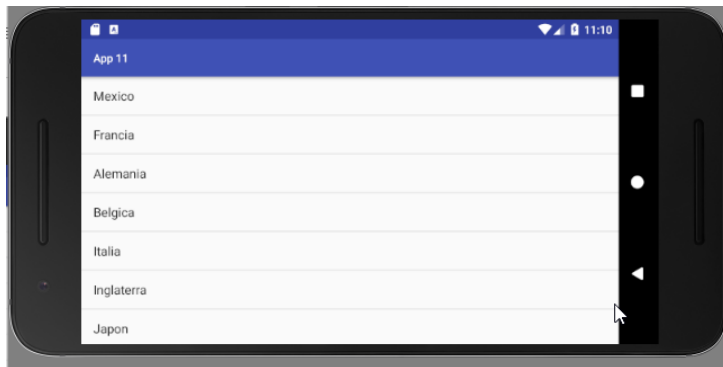 11:10
App 11
Mexico
Francia
Alemania
Belgica
Italia
Inglaterra
Japon